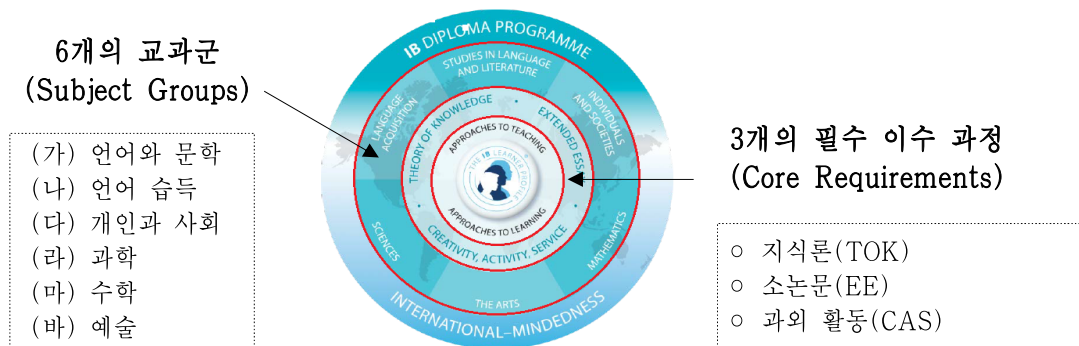 6개의 교과군
(Subject Groups)
(가) 언어와 문학
(나) 언어 습득
(다) 개인과 사회
(라) 과학
(마) 수학
(바) 예술
IB DIPLOMA PROGRAMME
STUDIES IN LANGUAGE
AND LITERATURE
LANGUAGE
ACQUISITION
INDIVIDUALS
AND SOCIETIES
THEORY OF KNOWLEDGE
EXTENDED ESS
APPROACHES TO TEACHING
THE IB LEARNER PROFILE
APPROACHES TO LEARNING
CREATIVITY, ACTIVITY, SERVICE
SCIENCES
MATHEMATICS
THE ARTS
INTERNATIONAL-MINDEDNESS
3개의 필수 이수 과정
(Core Requirements)
○ 지식론(TOK)
○ 소논문(EE)
○ 과외 활동(CAS)